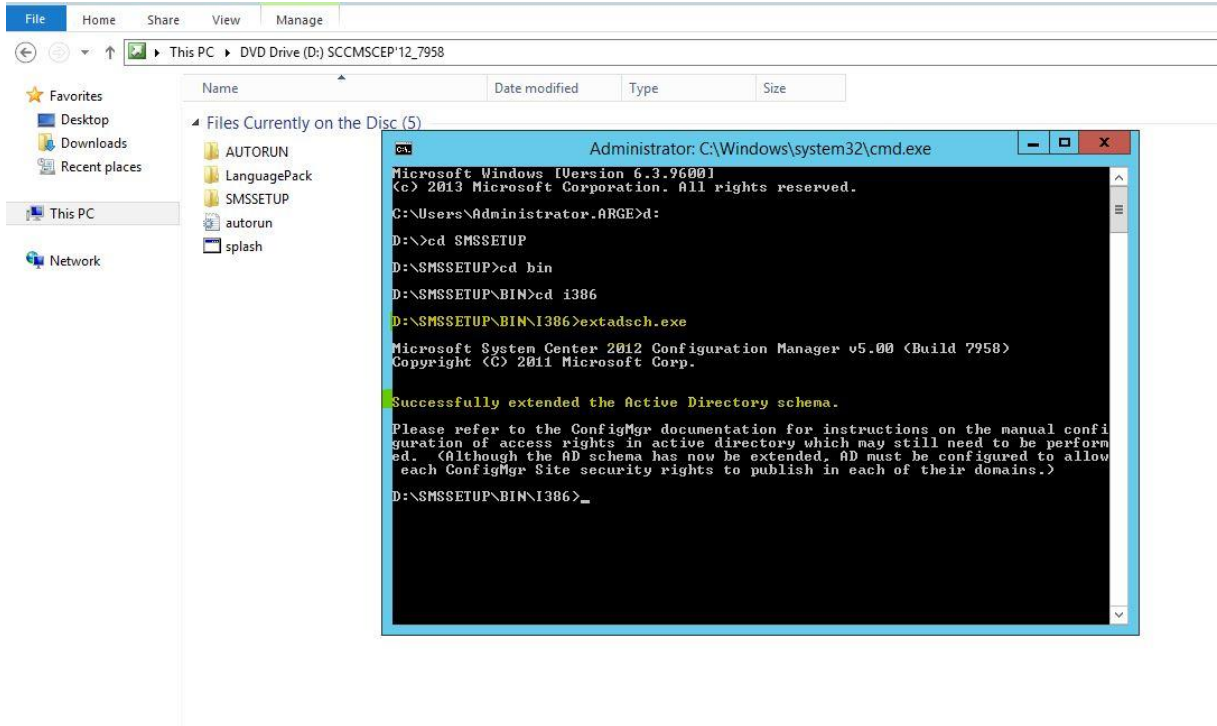 File Home Share View Manage
This PC DVD Drive (D:) SCCMSCEP'12_7958
Favorites
Desktop
Downloads
Recent places
This PC
Network
Name Date modified Type Size
Files Currently on the Disc (5)
AUTORUN
LanguagePack
SMSSETUP
autorun
splash
Administrator: C:\Windows\system32\cmd.exe
Microsoft Windows [Version 6.3.9600]
(c) 2013 Microsoft Corporation. All rights reserved.
C:\Users\Administrator.ARGE>d:
D:\>cd SMSSETUP
D:\SMSSETUP>cd bin
D:\SMSSETUP\BIN>cd i386
D:\SMSSETUP\BIN\I386>extadsch.exe
Microsoft System Center 2012 Configuration Manager v5.00 (Build 7958)
Copyright (C) 2011 Microsoft Corp.
Successfully extended the Active Directory schema.
Please refer to the ConfigMgr documentation for instructions on the manual confi
guration of access rights in active directory which may still need to be perform
ed. (Although the AD schema has now be extended, AD must be configured to allow
each ConfigMgr Site security rights to publish in each of their domains.)
D:\SMSSETUP\BIN\I386>_